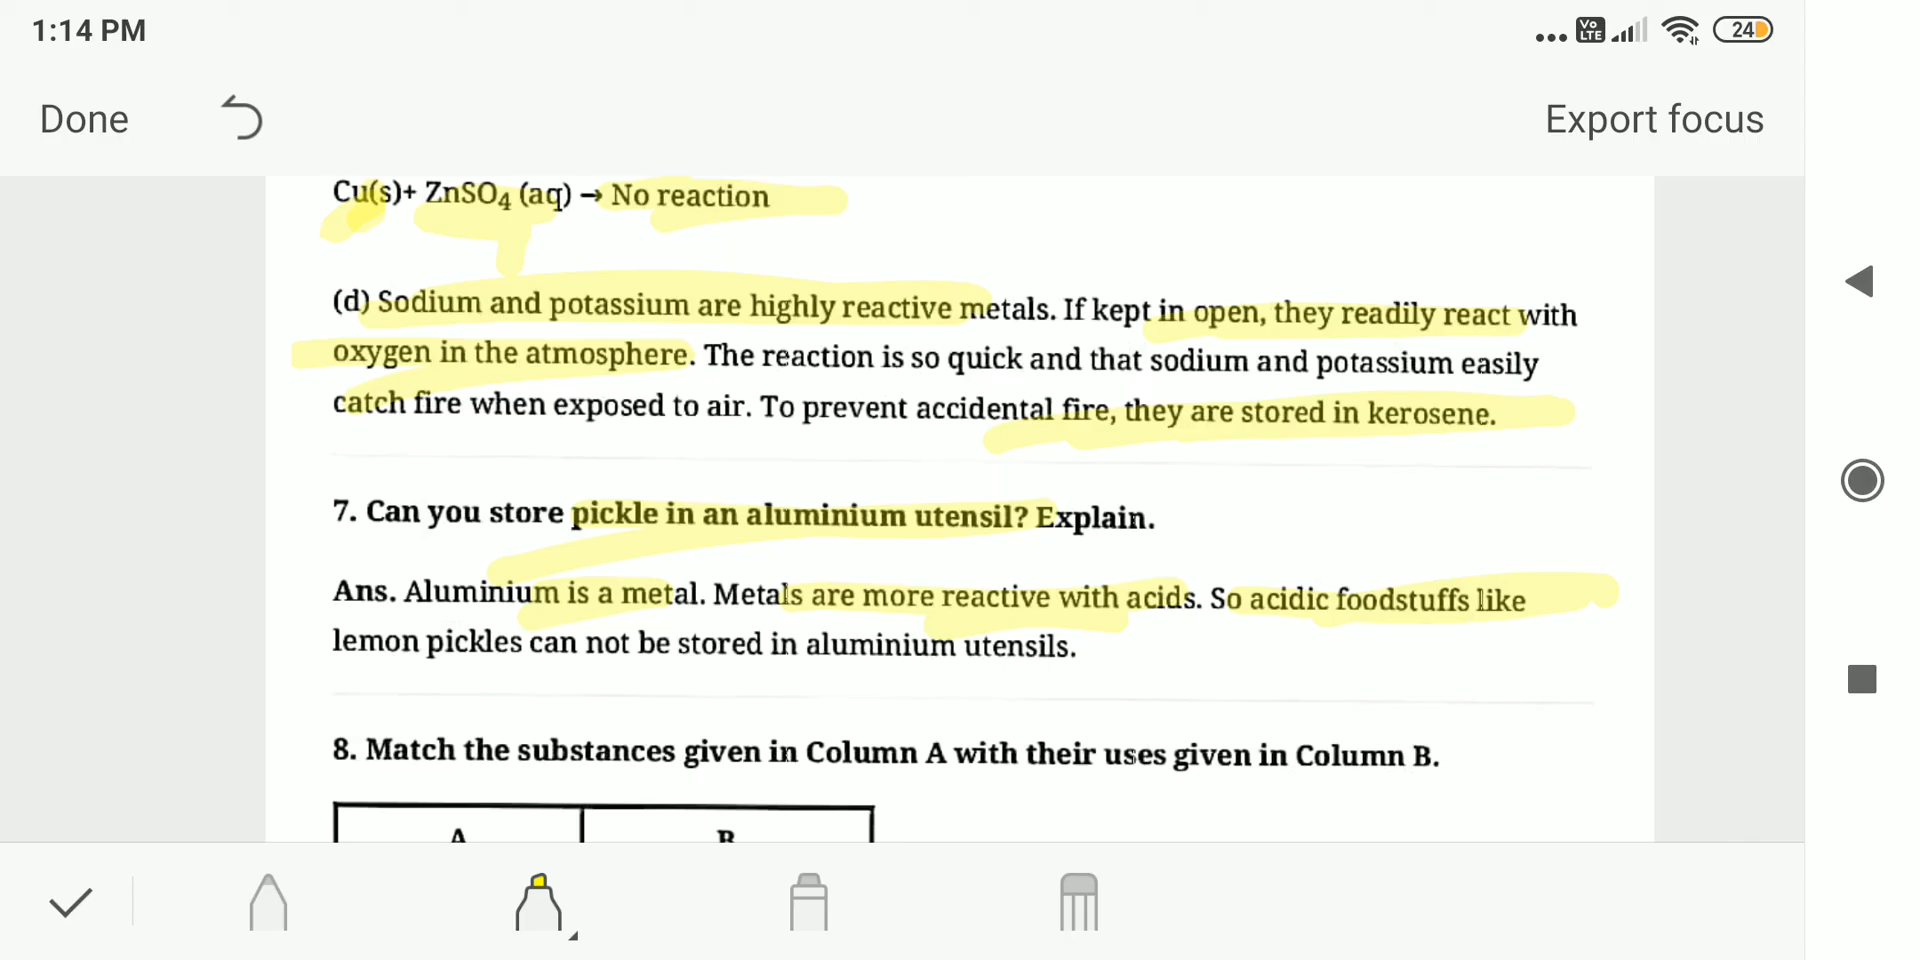 1:14 PM
Vo
LTE
24
Done
Export focus
Cu(s)+ ZnSO₄ (aq) → No reaction
(d) Sodium and potassium are highly reactive metals. If kept in open, they readily react with
oxygen in the atmosphere. The reaction is so quick and that sodium and potassium easily
catch fire when exposed to air. To prevent accidental fire, they are stored in kerosene.
7. Can you store pickle in an aluminium utensil? Explain.
Ans. Aluminium is a metal. Metals are more reactive with acids. So acidic foodstuffs like
lemon pickles can not be stored in aluminium utensils.
8. Match the substances given in Column A with their uses given in Column B.
A B